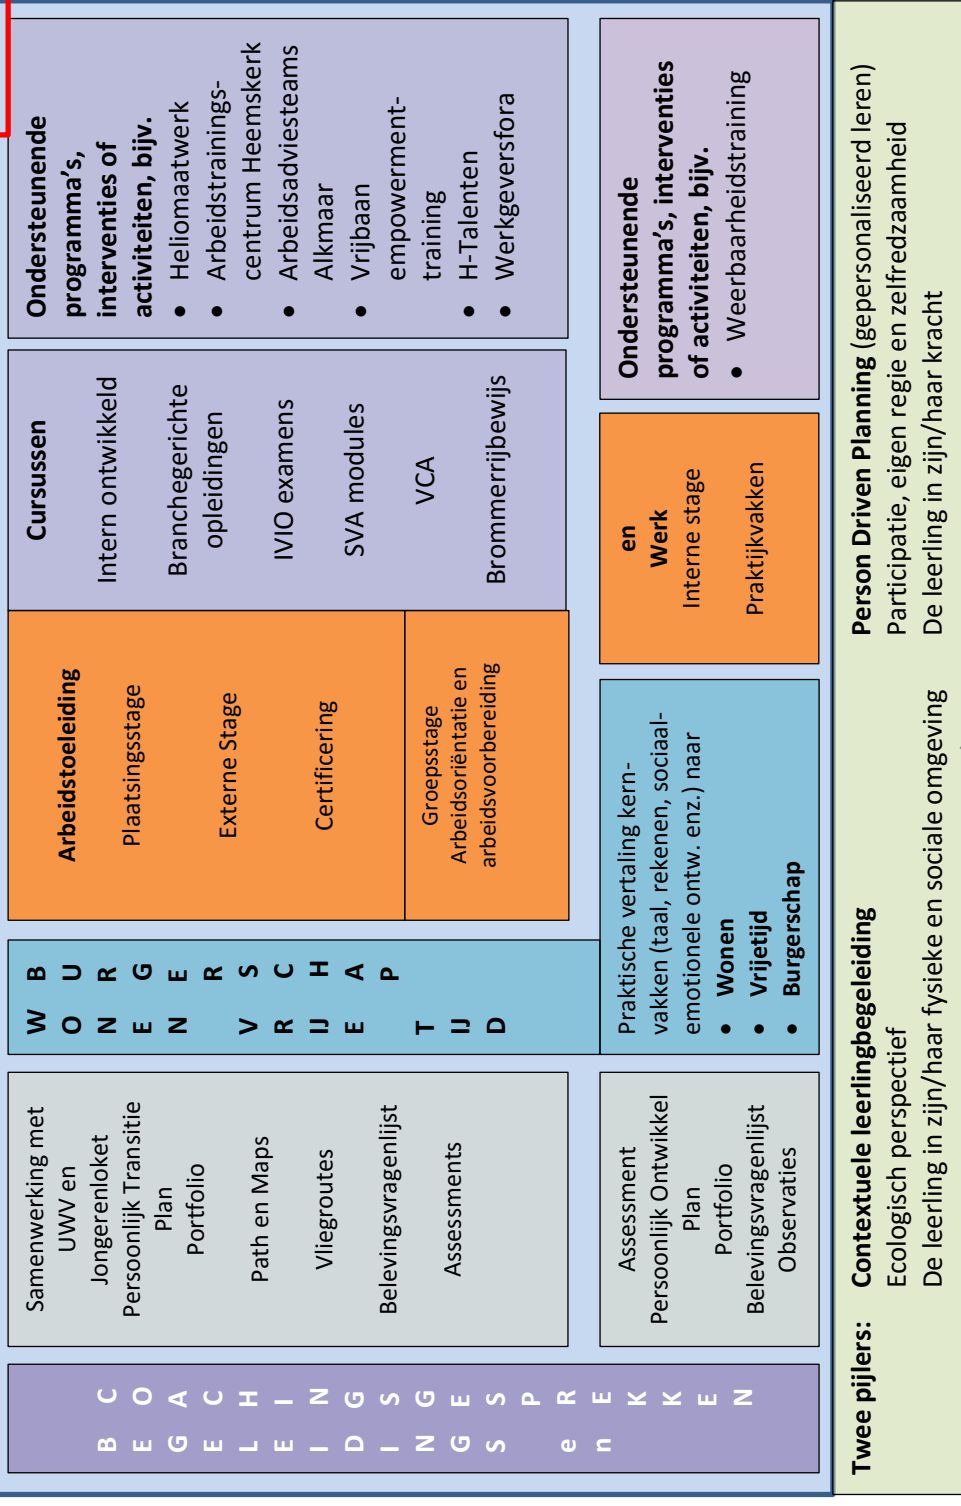 B C
E O
G A
E C
L H
E I
I N
D G
I S
N G
G E
S S
P
e R
n E
K
K
E
N
Samenwerking met
UWV en
Jongerenloket
Persoonlijk Transitie
Plan
Portfolio
Path en Maps
Vliegroutes
Belevingsvragenlijst
Assessments
Assessment
Persoonlijk Ontwikkel
Plan
Portfolio
Belevingsvragenlijst
Observaties
W B
O U
N R
E G
N E
R
V S
R C
IJ H
E A
P
T
IJ
D
Praktische vertaling kern-
vakken (taal, rekenen, sociaal-
emotionele ontw. enz.) naar
• Wonen
• Vrijetijd
• Burgerschap
Arbeidstoeleiding
Plaatsingsstage
Externe Stage
Certificering
Groepsstage
Arbeidsoriëntatie en
arbeidsvoorbereiding
en
Werk
Interne stage
Praktijkvakken
Cursussen
Intern ontwikkeld
Branchegerichte
opleidingen
IVIO examens
SVA modules
VCA
Brommerrijbewijs
Ondersteunende
programma's,
interventies of
activiteiten, bijv.
• Heliomaatwerk
• Arbeidstrainings-
centrum Heemskerk
• Arbeidsadviesteams
Alkmaar
• Vrijbaan
empowerment-
training
• H-Talenten
• Werkgeversfora
Ondersteunende
programma's, interventies
of activiteiten, bijv.
• Weerbaarheidstraining
Twee pijlers: Contextuele leerlingbegeleiding
Ecologisch perspectief
De leerling in zijn/haar fysieke en sociale omgeving
Person Driven Planning (gepersonaliseerd leren)
Participatie, eigen regie en zelfredzaamheid
De leerling in zijn/haar kracht